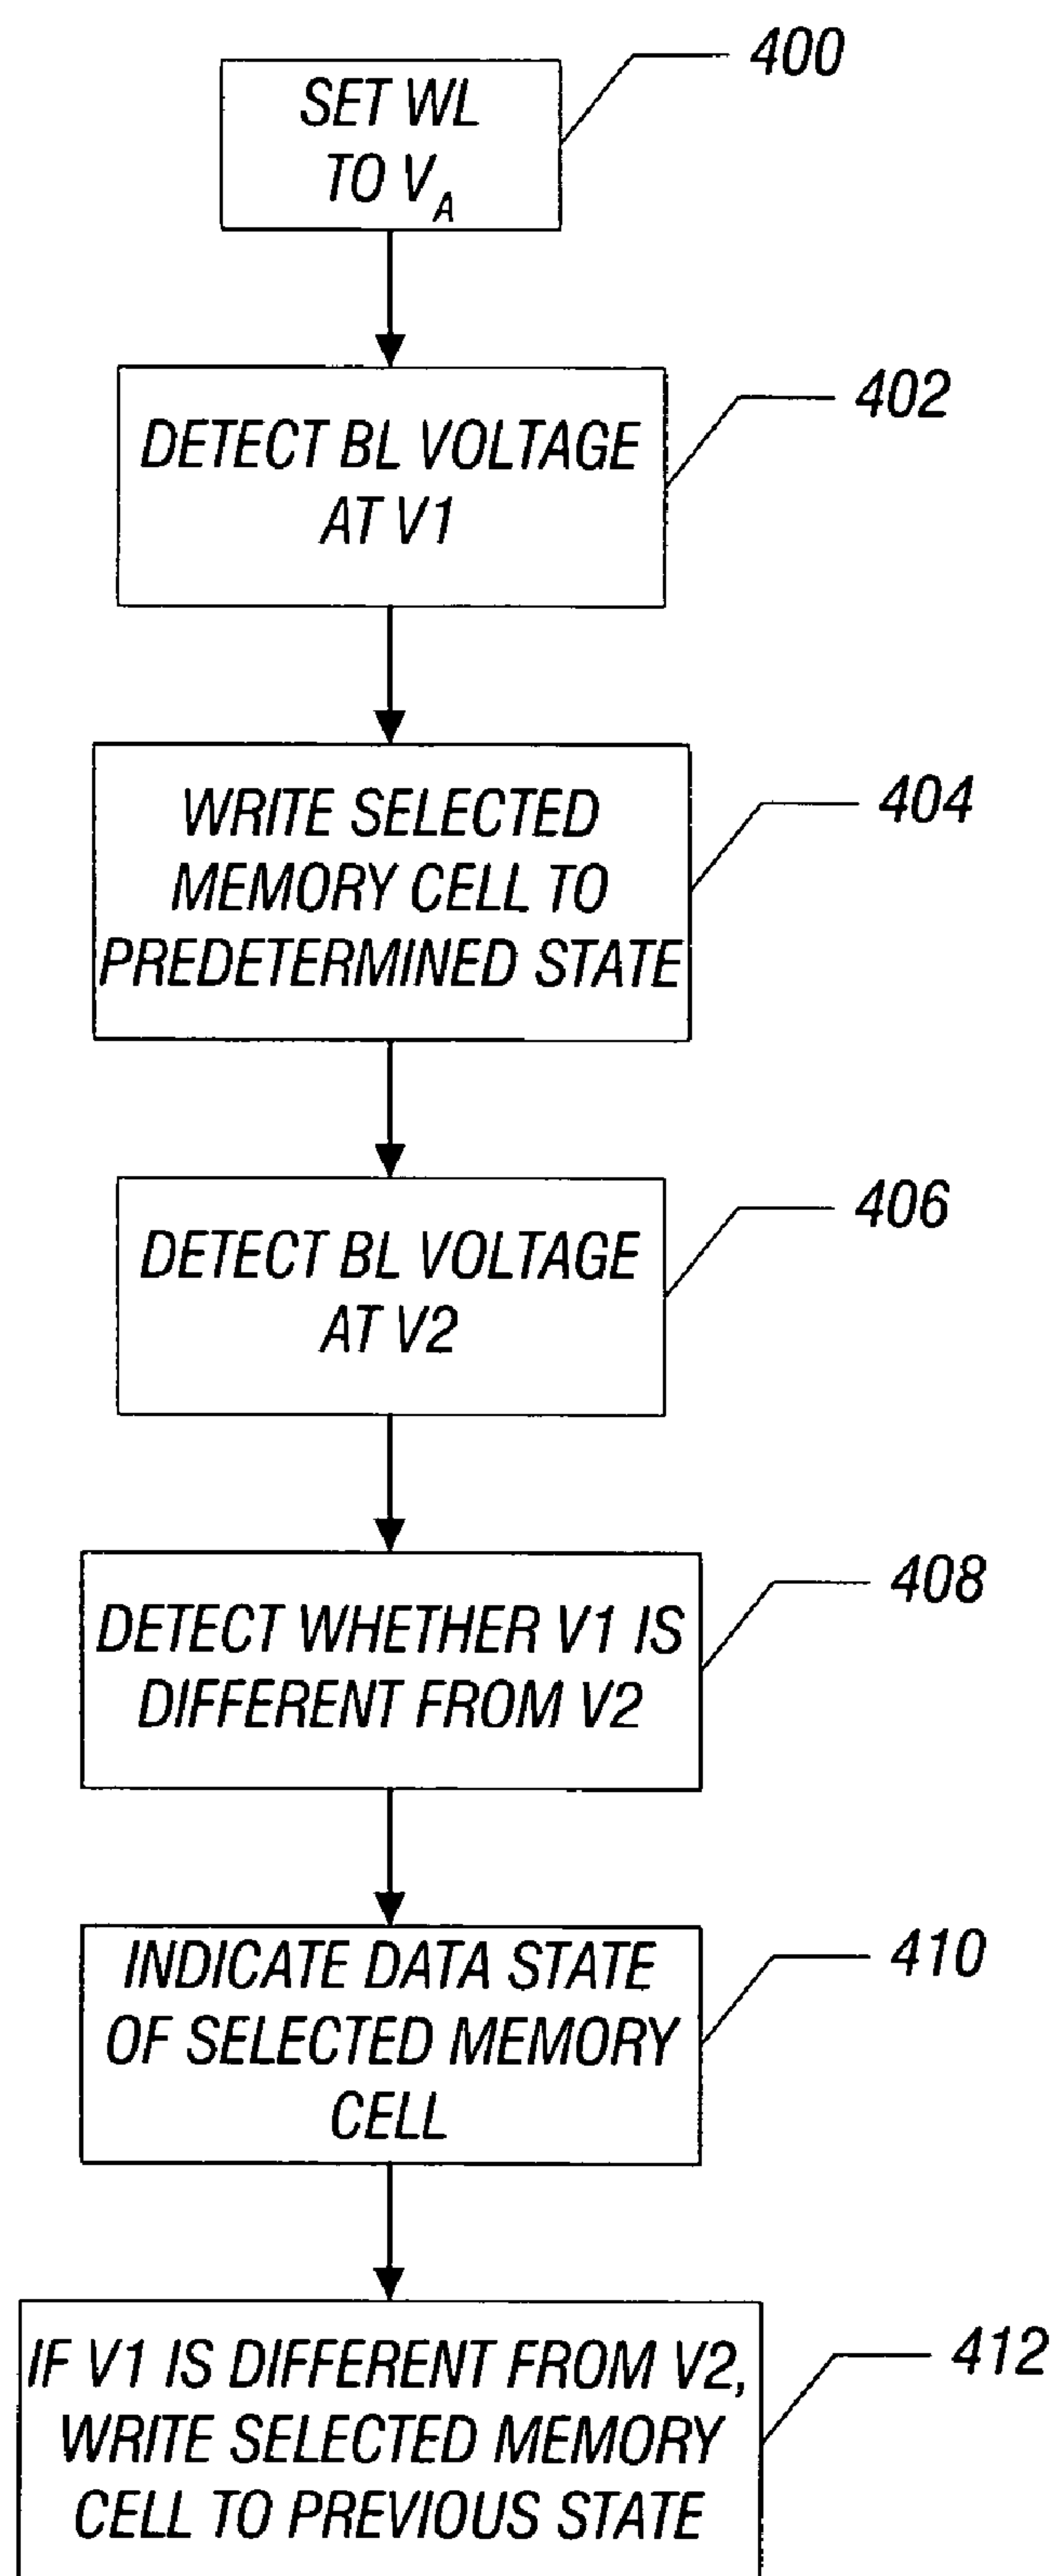 400
SET WL
TO VA
402
DETECT BL VOLTAGE
AT V1
404
WRITE SELECTED
MEMORY CELL TO
PREDETERMINED STATE
406
DETECT BL VOLTAGE
AT V2
408
DETECT WHETHER V1 IS
DIFFERENT FROM V2
410
INDICATE DATA STATE
OF SELECTED MEMORY
CELL
412
IF V1 IS DIFFERENT FROM V2,
WRITE SELECTED MEMORY
CELL TO PREVIOUS STATE